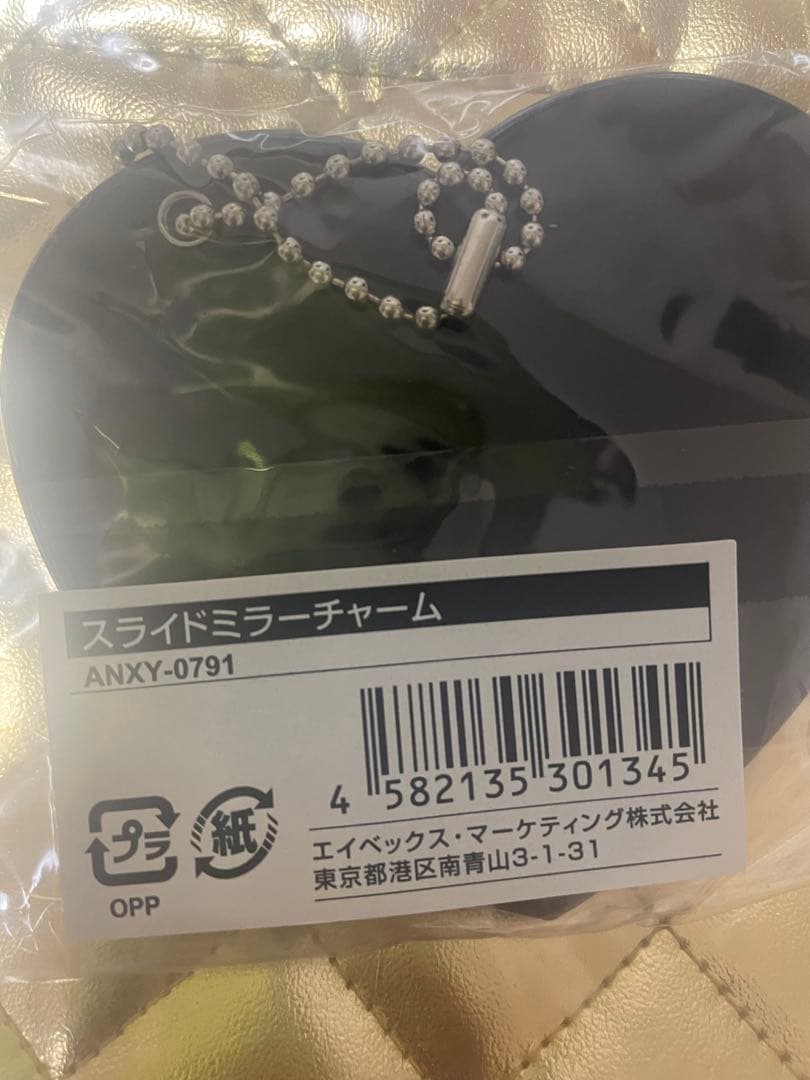 スライドミラーチャーム
ANXY-0791
4 582135 301345
プラ
紙
OPP
エイベックス・マーケティング株式会社
東京都港区南青山3-1-31